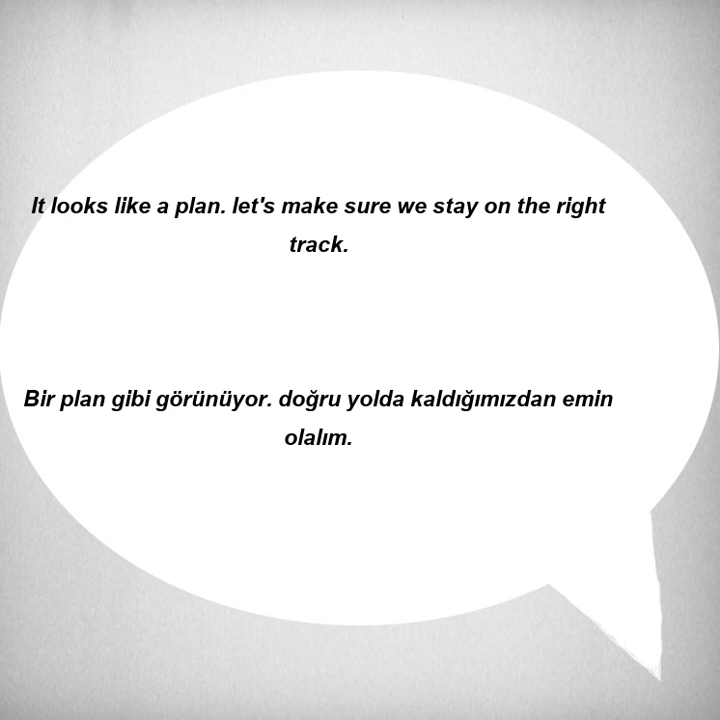 It looks like a plan. let's make sure we stay on the right
track.
Bir plan gibi görünüyor. doğru yolda kaldığımızdan emin
olalım.